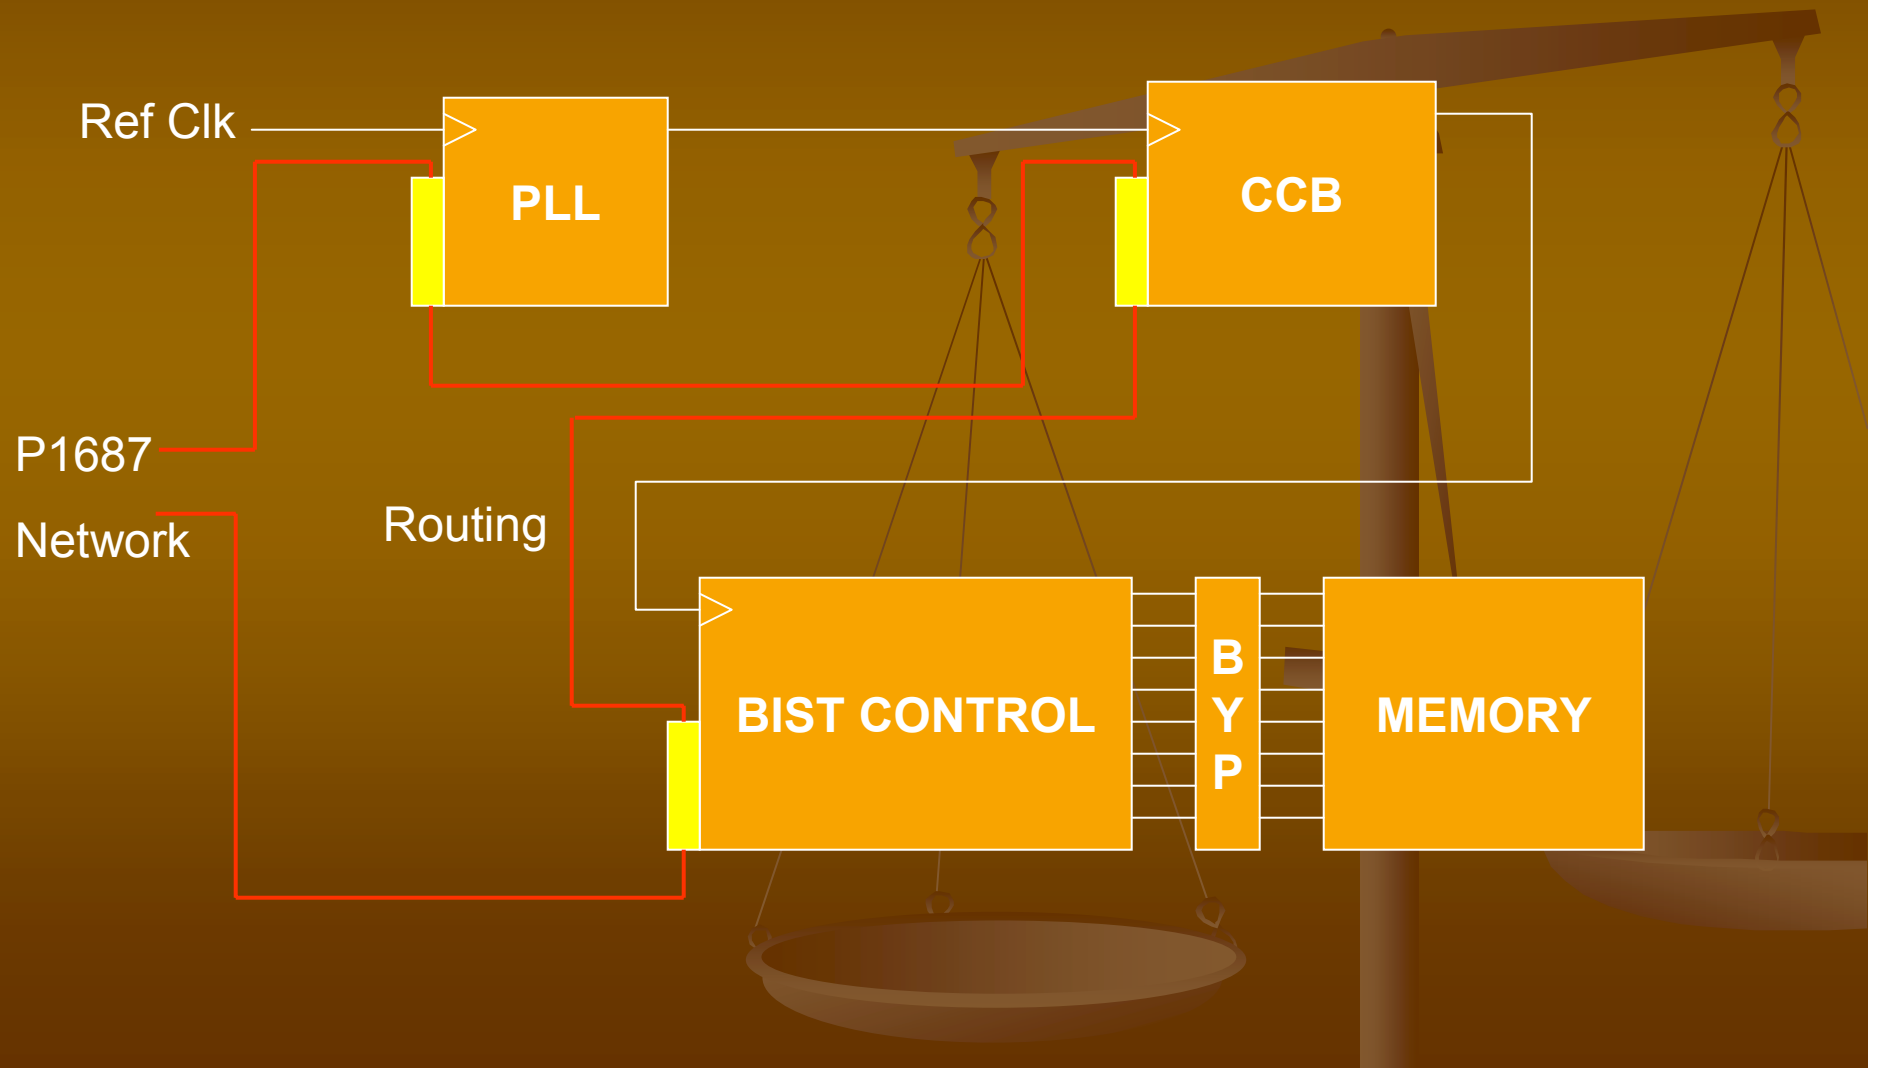 Ref Clk
PLL
CCB
P1687
Network
Routing
BIST CONTROL
B
Y
P
MEMORY